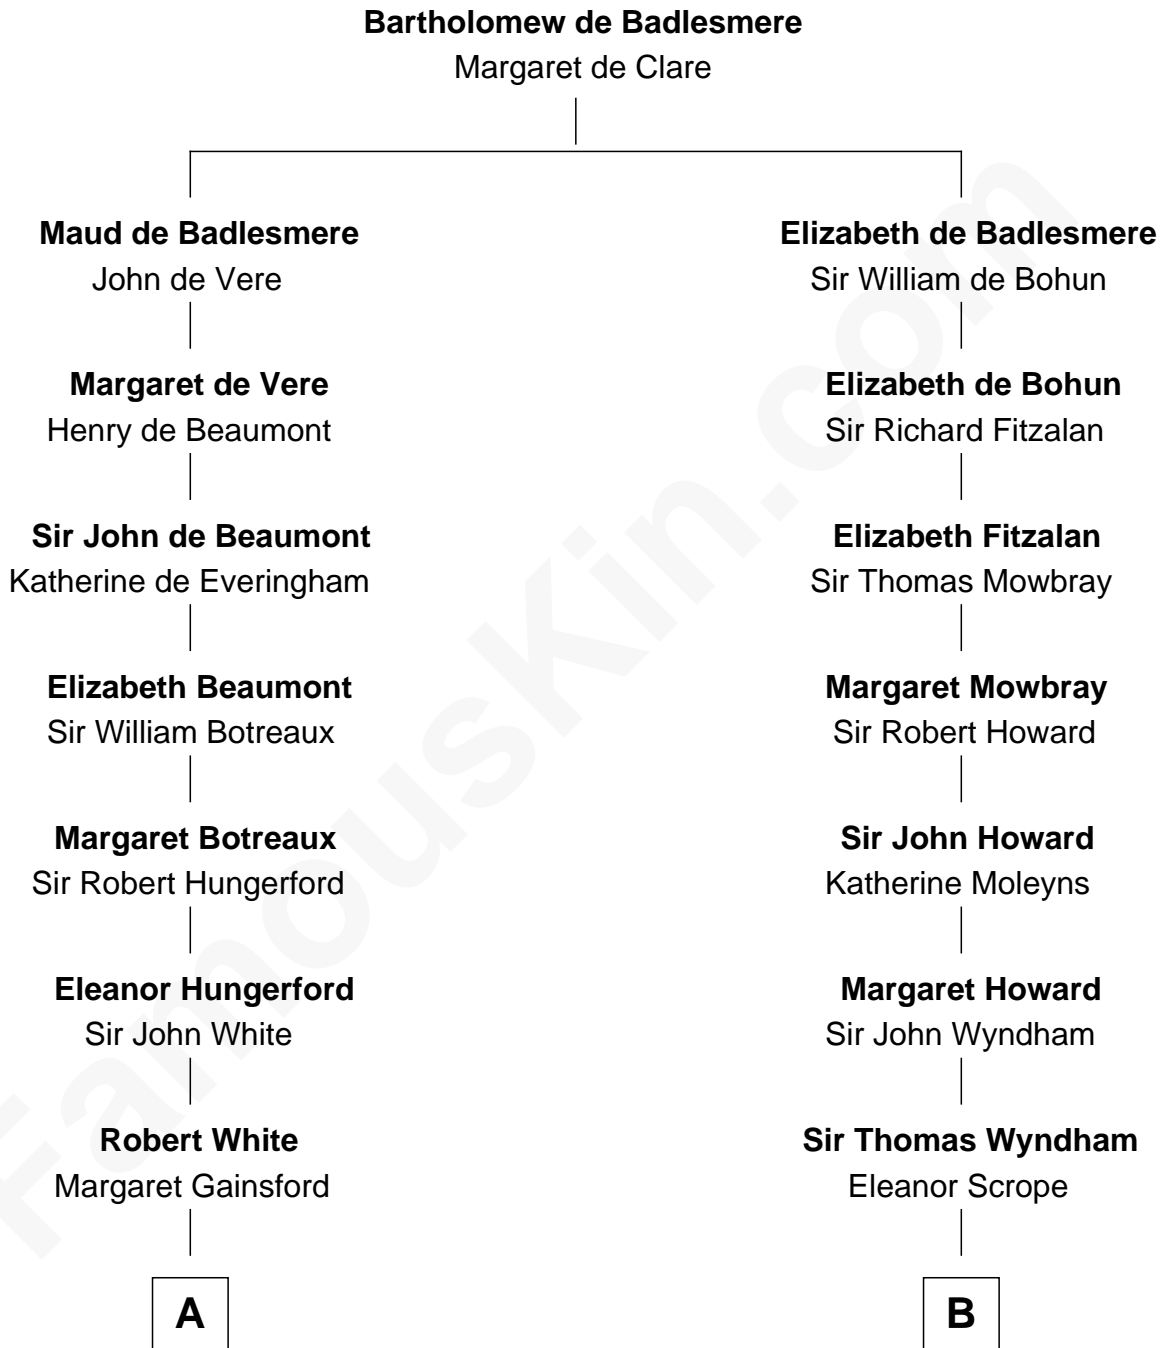 Bartholomew de Badlesmere
Margaret de Clare
Maud de Badlesmere
John de Vere
Elizabeth de Badlesmere
Sir William de Bohun
Margaret de Vere
Henry de Beaumont
Elizabeth de Bohun
Sir Richard Fitzalan
Sir John de Beaumont
Katherine de Everingham
Elizabeth Fitzalan
Sir Thomas Mowbray
Elizabeth Beaumont
Sir William Botreaux
Margaret Mowbray
Sir Robert Howard
Margaret Botreaux
Sir Robert Hungerford
Sir John Howard
Katherine Moleyns
Eleanor Hungerford
Sir John White
Margaret Howard
Sir John Wyndham
Robert White
Margaret Gainsford
Sir Thomas Wyndham
Eleanor Scrope
A
B
FamousKin.com